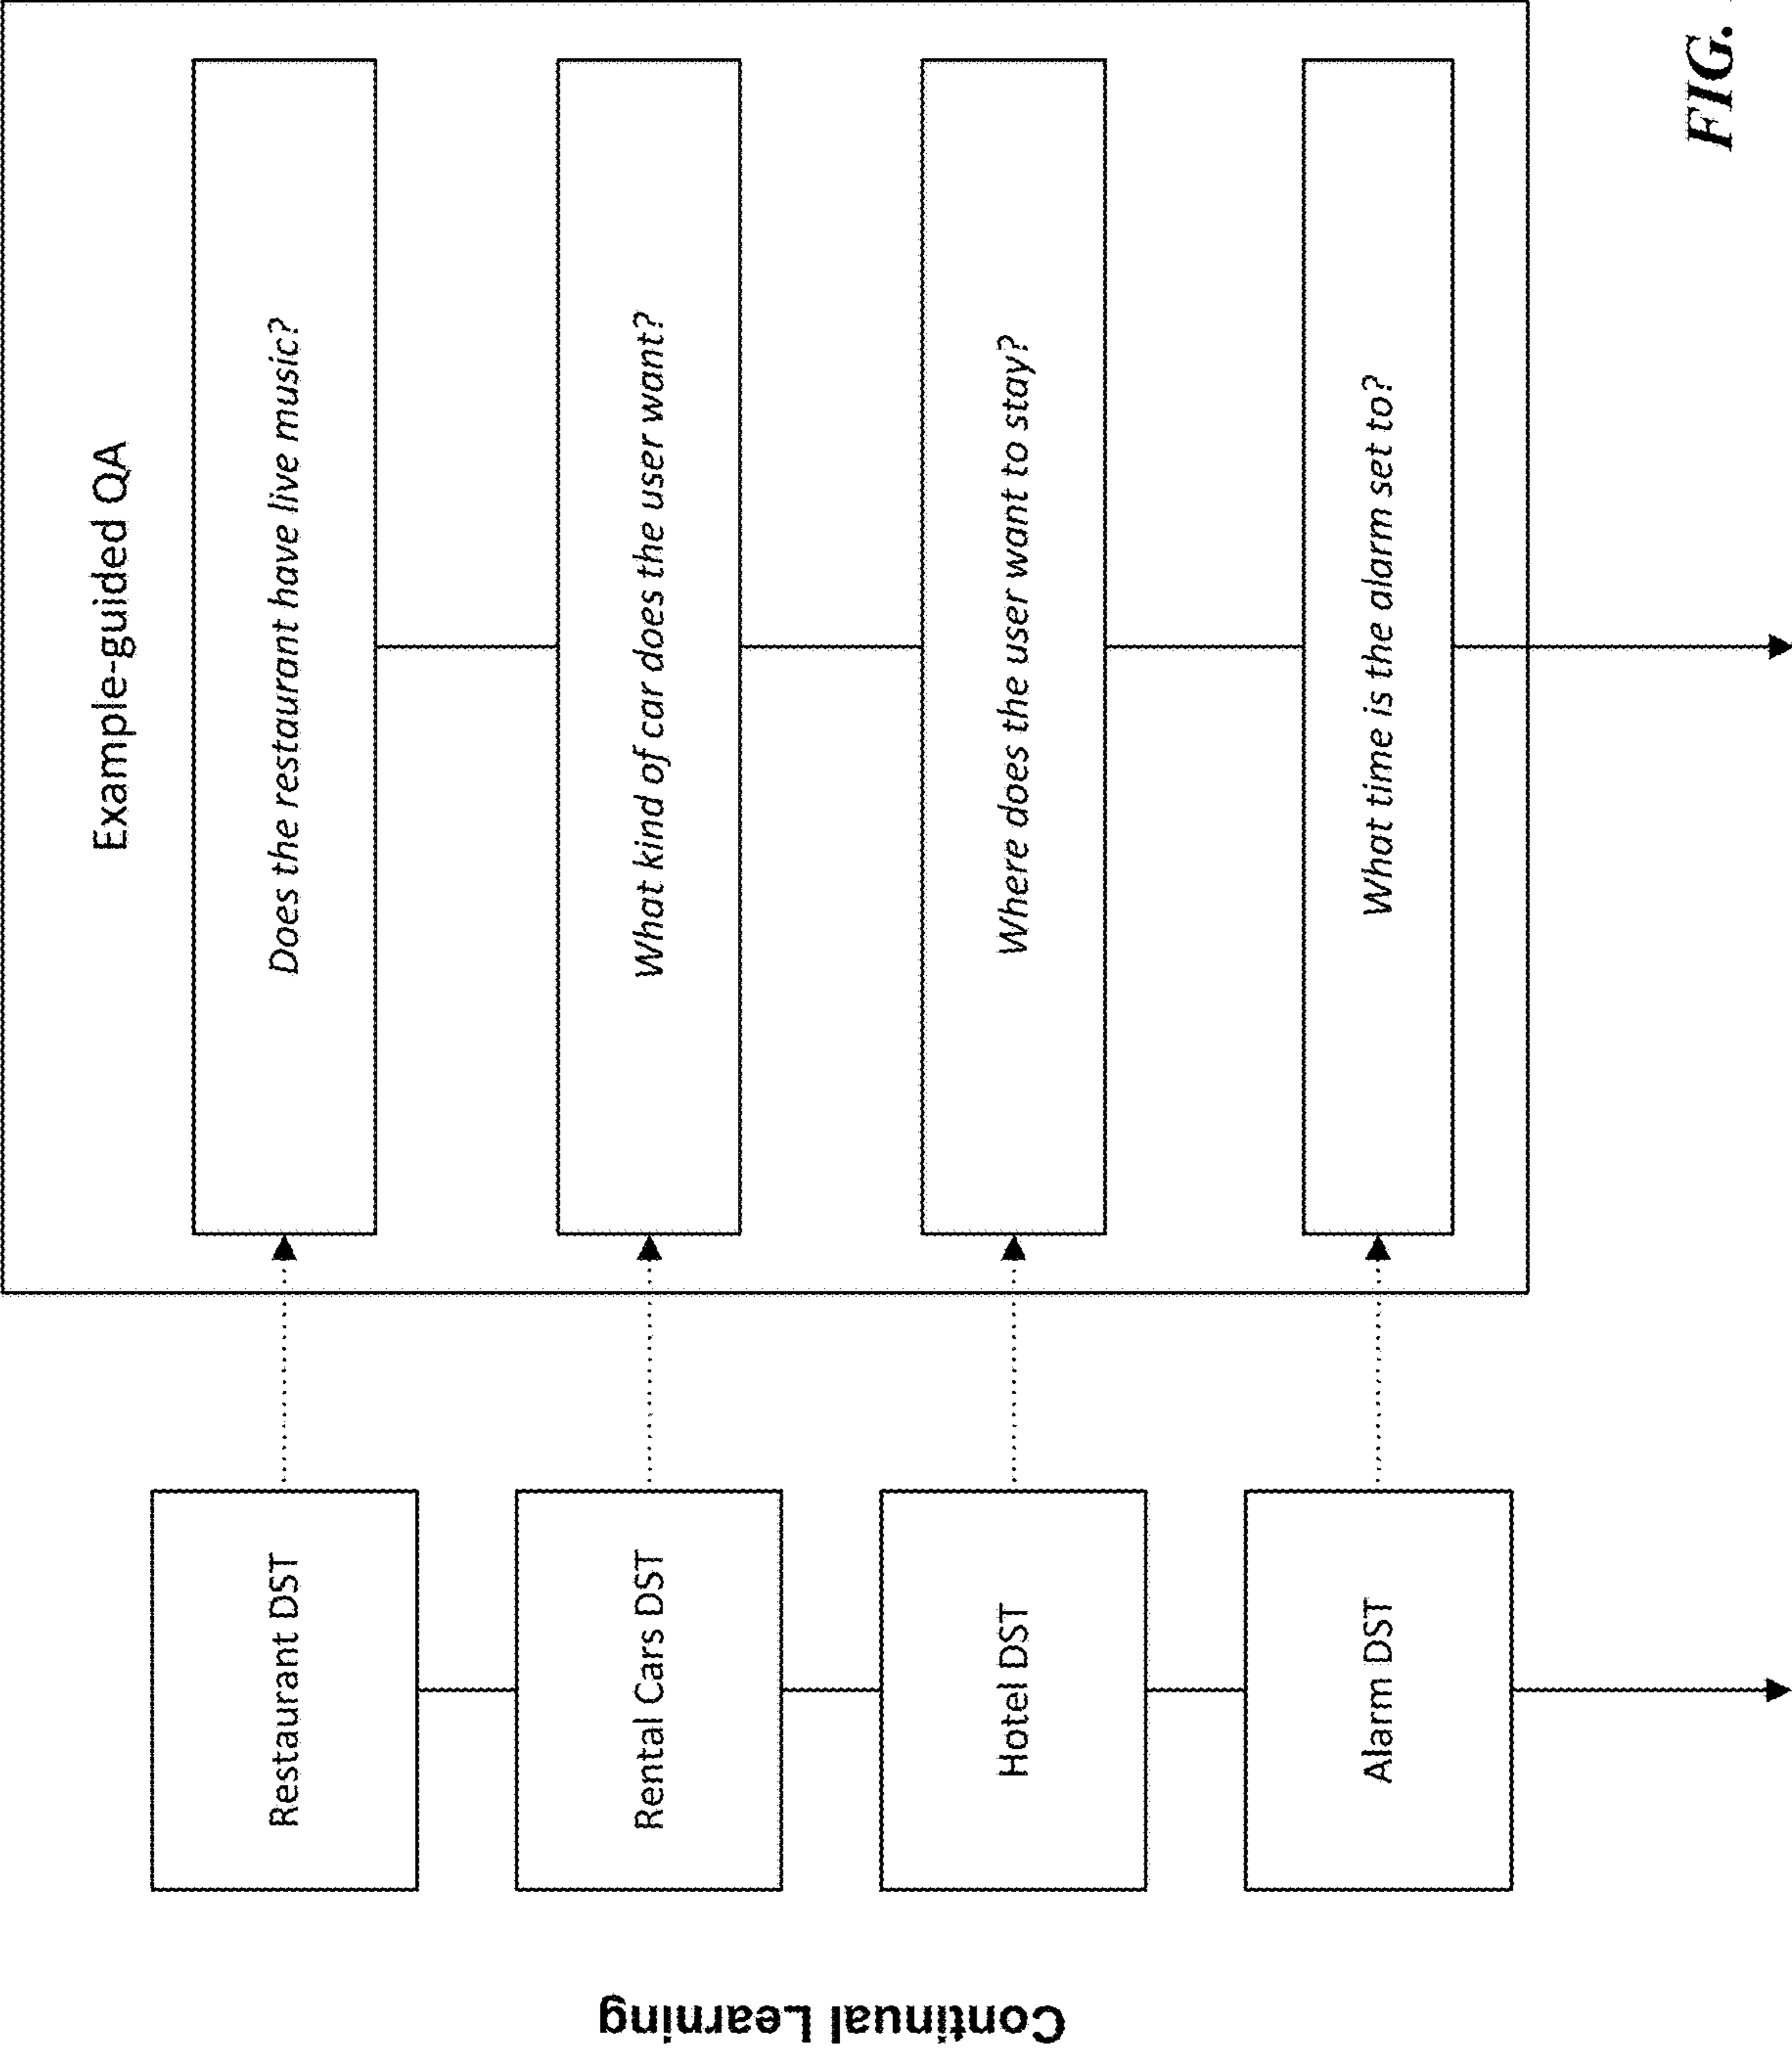 Continual Learning
Example-guided QA
Restaurant DST
Does the restaurant have live music?
Rental Cars DST
What kind of car does the user want?
Hotel DST
Where does the user want to stay?
Alarm DST
What time is the alarm set to?
FIG.